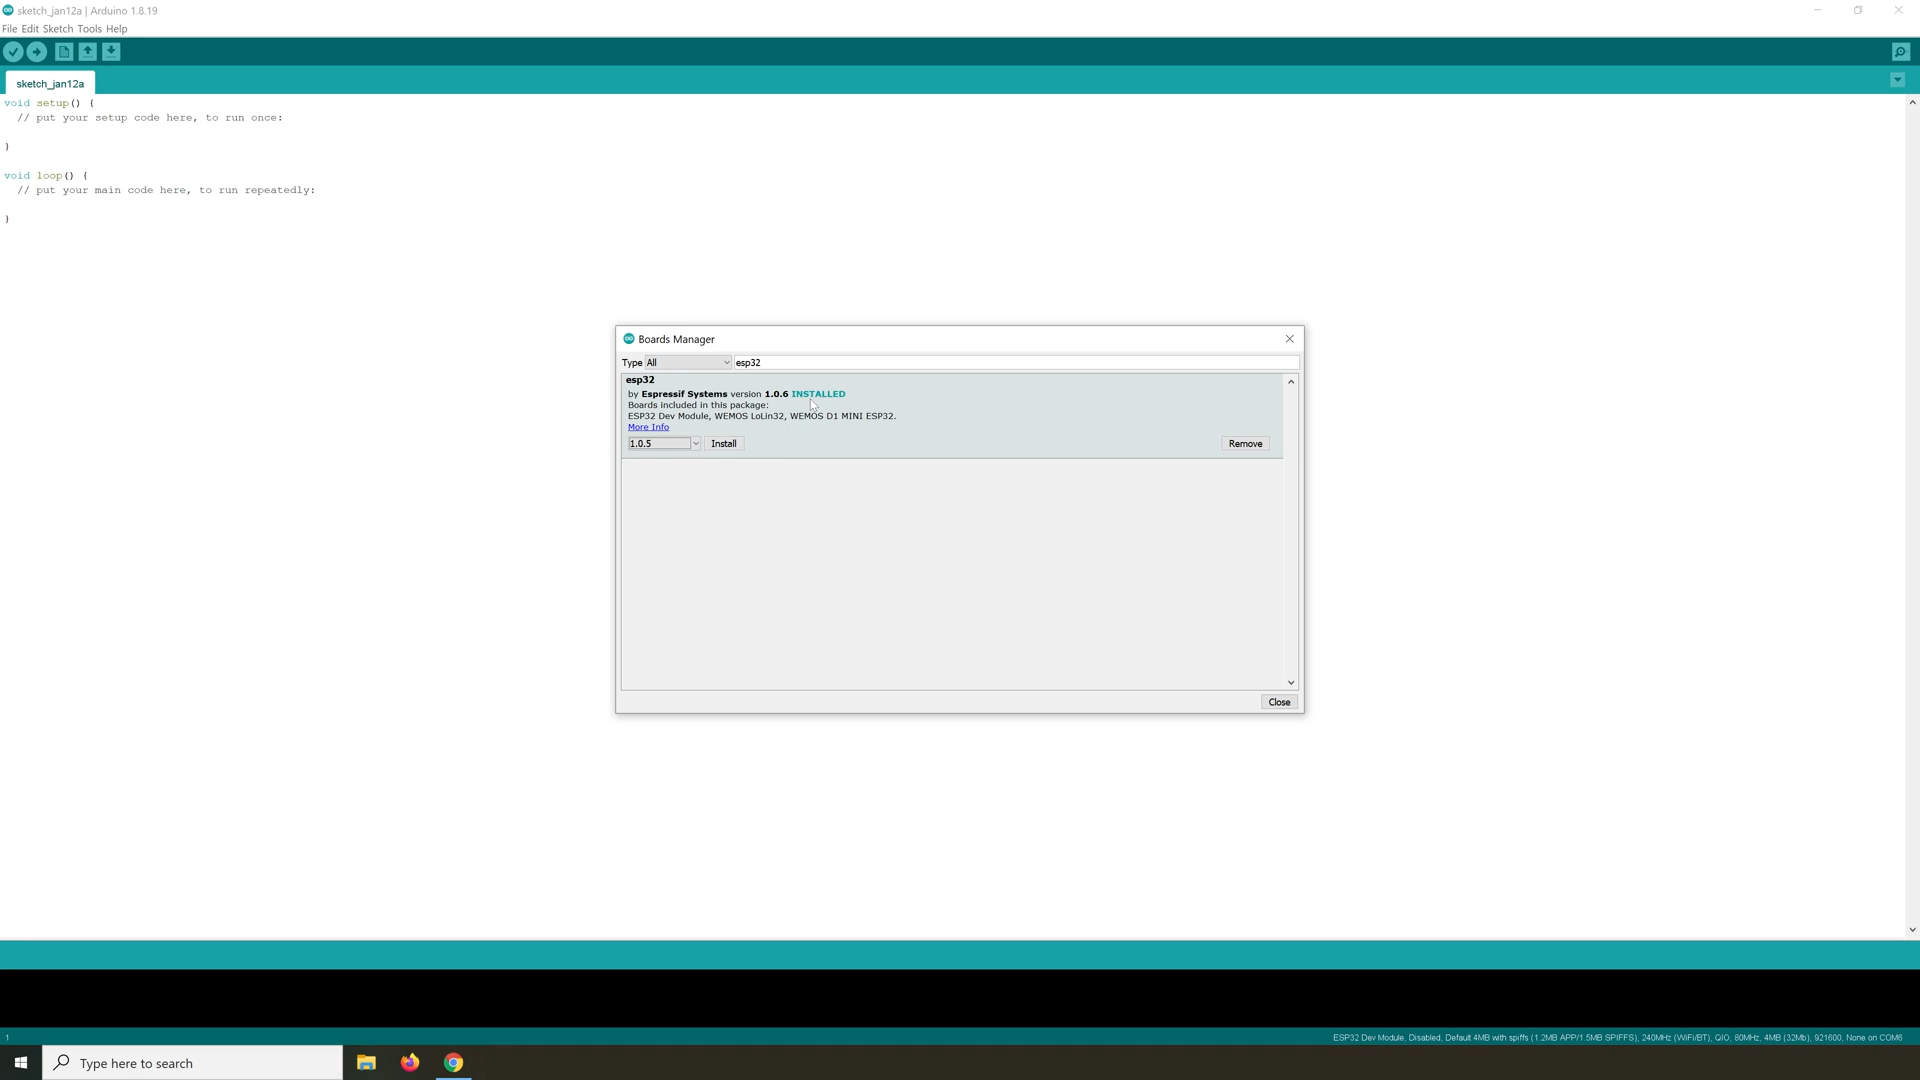 sketch_jan12a | Arduino 1.8.19
File Edit Sketch Tools Help
sketch_jan12a
void setup() {
// put your setup code here, to run once:
}
void loop() {
// put your main code here, to run repeatedly:
}
Boards Manager
Type All esp32
esp32
by Espressif Systems version 1.0.6 INSTALLED
Boards included in this package:
ESP32 Dev Module, WEMOS LoLin32, WEMOS D1 MINI ESP32.
More Info
1.0.5 Install Remove
Close
1 ESP32 Dev Module, Disabled, Default 4MB with spiffs (1.2MB APP/1.5MB SPIFFS), 240MHz (WiFi/BT), QIO, 80MHz, 4MB (32Mb), 921600, None on COM6
Type here to search